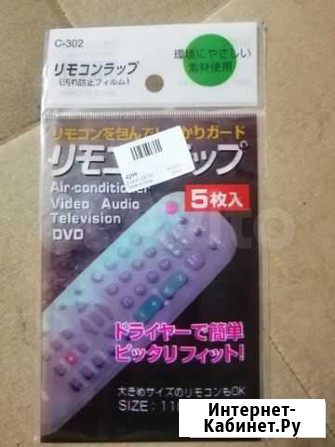 C-302
リモコンラップ
(汚れ防止フィルム)
環境にやさしい
素材使用
リモコンを包んでしっかりガード
リモコンラップ
5枚入
Air-conditioner
Video Audio
Television
DVD
ドライヤーで簡単
ピッタリフィット!
大きめサイズのリモコンもOK
SIZE:11
Интернет-
Кабинет.Ру